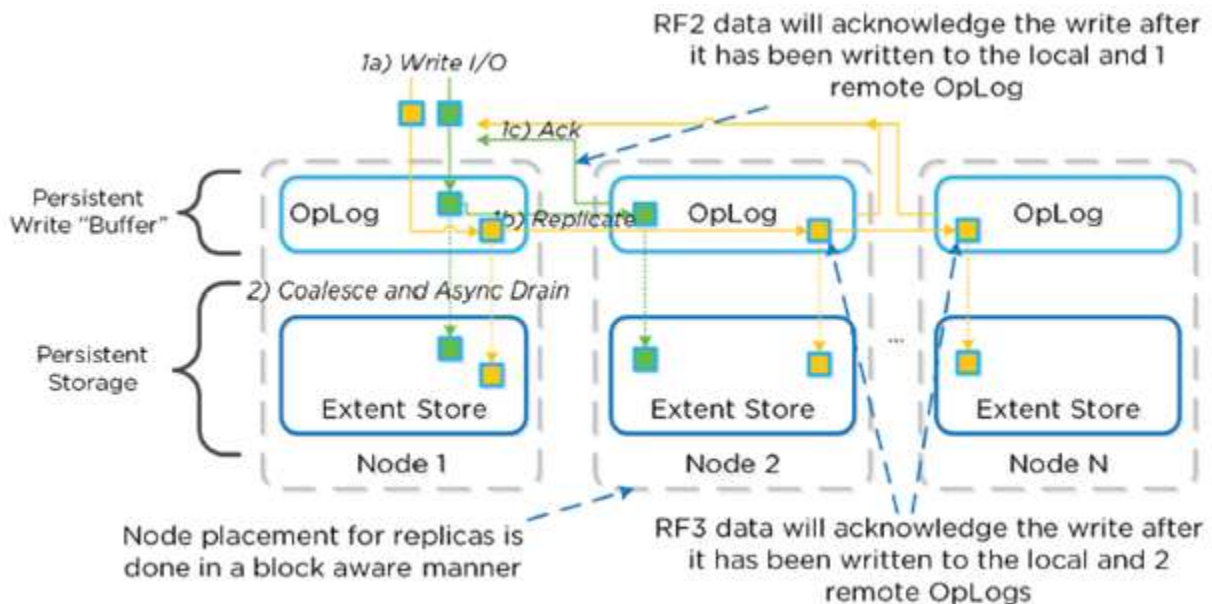 RF2 data will acknowledge the write after
it has been written to the local and 1
remote OpLog
1a) Write I/O
1c) Ack
Persistent
Write "Buffer"
OpLog
1b) Replicate
OpLog
OpLog
2) Coalesce and Async Drain
Persistent
Storage
...
Extent Store
Extent Store
Extent Store
Node 1
Node 2
Node N
Node placement for replicas is
done in a block aware manner
RF3 data will acknowledge the write after
it has been written to the local and 2
remote OpLogs